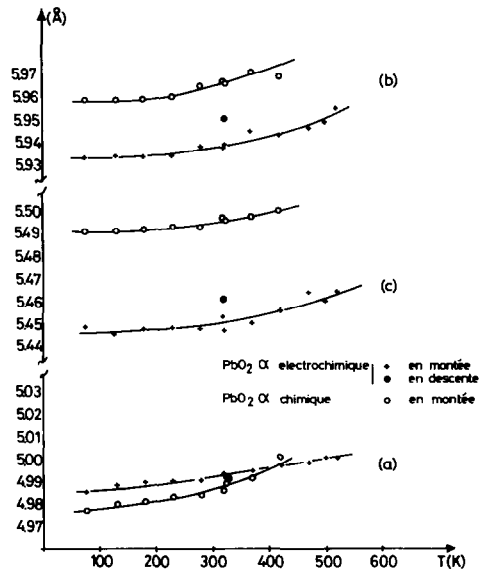 (Å)
5.97
5.96
5.95
5.94
5.93
(b)
5.50
5.49
5.48
5.47
5.46
5.45
5.44
(c)
PbO2 α electrochimique
+ en montée
● en descente
PbO2 α chimique
o en montée
5.03
5.02
5.01
5.00
4.99
4.98
4.97
(a)
100 200 300 400 500 600 T(K)